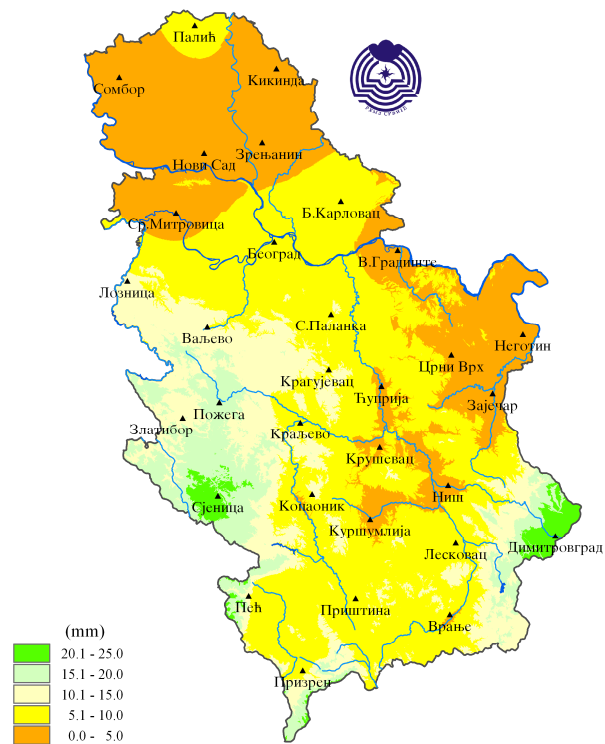 Палић
Кикинда
Сомбор
Зрењанин
Нови Сад
Б.Карловац
Ср.Митровица
Београд
В.Градиште
Лозница
С.Паланка
Ваљево
Неготин
Црни Врх
Крагујевац
Ћуприја
Зајечар
Пожега
Златибор
Краљево
Крушевац
Ниш
Сјеница
Копаоник
Куршумлија
Димитровград
Лесковац
Пећ
Приштина
Врање
Призрен
(mm)
20.1 - 25.0
15.1 - 20.0
10.1 - 15.0
5.1 - 10.0
0.0 - 5.0